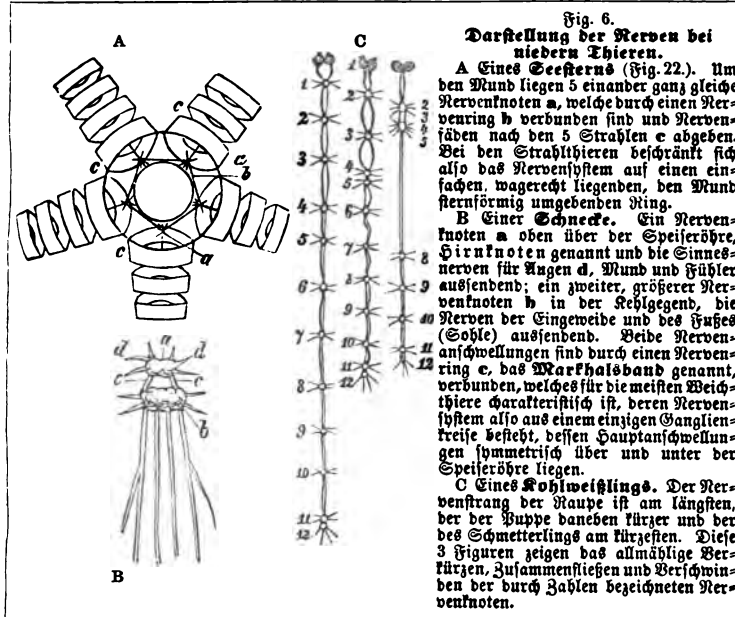 Fig. 6.
Darſtellung der Nerven bei
niedern Thieren.
A Eines Seeſterns (Fig. 22.). Um
den Mund liegen 5 einander ganz gleiche
Nervenknoten a, welche durch einen Ner-
venring b verbunden ſind und Nerven-
fäden nach den 5 Strahlen c abgeben.
Bei den Strahlthieren beſchränkt ſich
alſo das Nervenſyſtem auf einen ein-
fachen, wagerecht liegenden, den Mund
ſternförmig umgebenden Ring.
B Einer Schnecke. Ein Nerven-
knoten a oben über der Speiſeröhre,
Hirnknoten genannt und die Sinnes-
nerven für Augen d, Mund und Fühler
ausſendend; ein zweiter, größerer Ner-
venknoten b in der Kehlgegend, die
Nerven der Eingeweide und des Fußes
(Sohle) ausſendend. Beide Nerven-
anſchwellungen ſind durch einen Nerven-
ring c, das Markhalsband genannt,
verbunden, welches für die meiſten Weich-
thiere charakteriſtiſch iſt, deren Nerven-
ſyſtem alſo aus einem einzigen Ganglien-
kreiſe beſteht, deſſen Hauptanſchwellun-
gen ſymmetriſch über und unter der
Speiſeröhre liegen.
C Eines Kohlweißlings. Der Ner-
venſtrang der Raupe iſt am längſten,
der der Puppe daneben kürzer und der
des Schmetterlings am kürzeſten. Dieſe
3 Figuren zeigen das allmählige Ver-
kürzen, Zuſammenfließen und Verſchwin-
den der durch Zahlen bezeichneten Ner-
venknoten.
A
c
c
c
b
c
a
B
a
d
d
c
c
b
C
1
2
3
4
5
6
7
8
9
10
11
12
1
2
3
4
5
6
7
8
9
10
11
12
2
3
4
5
8
9
10
11
12